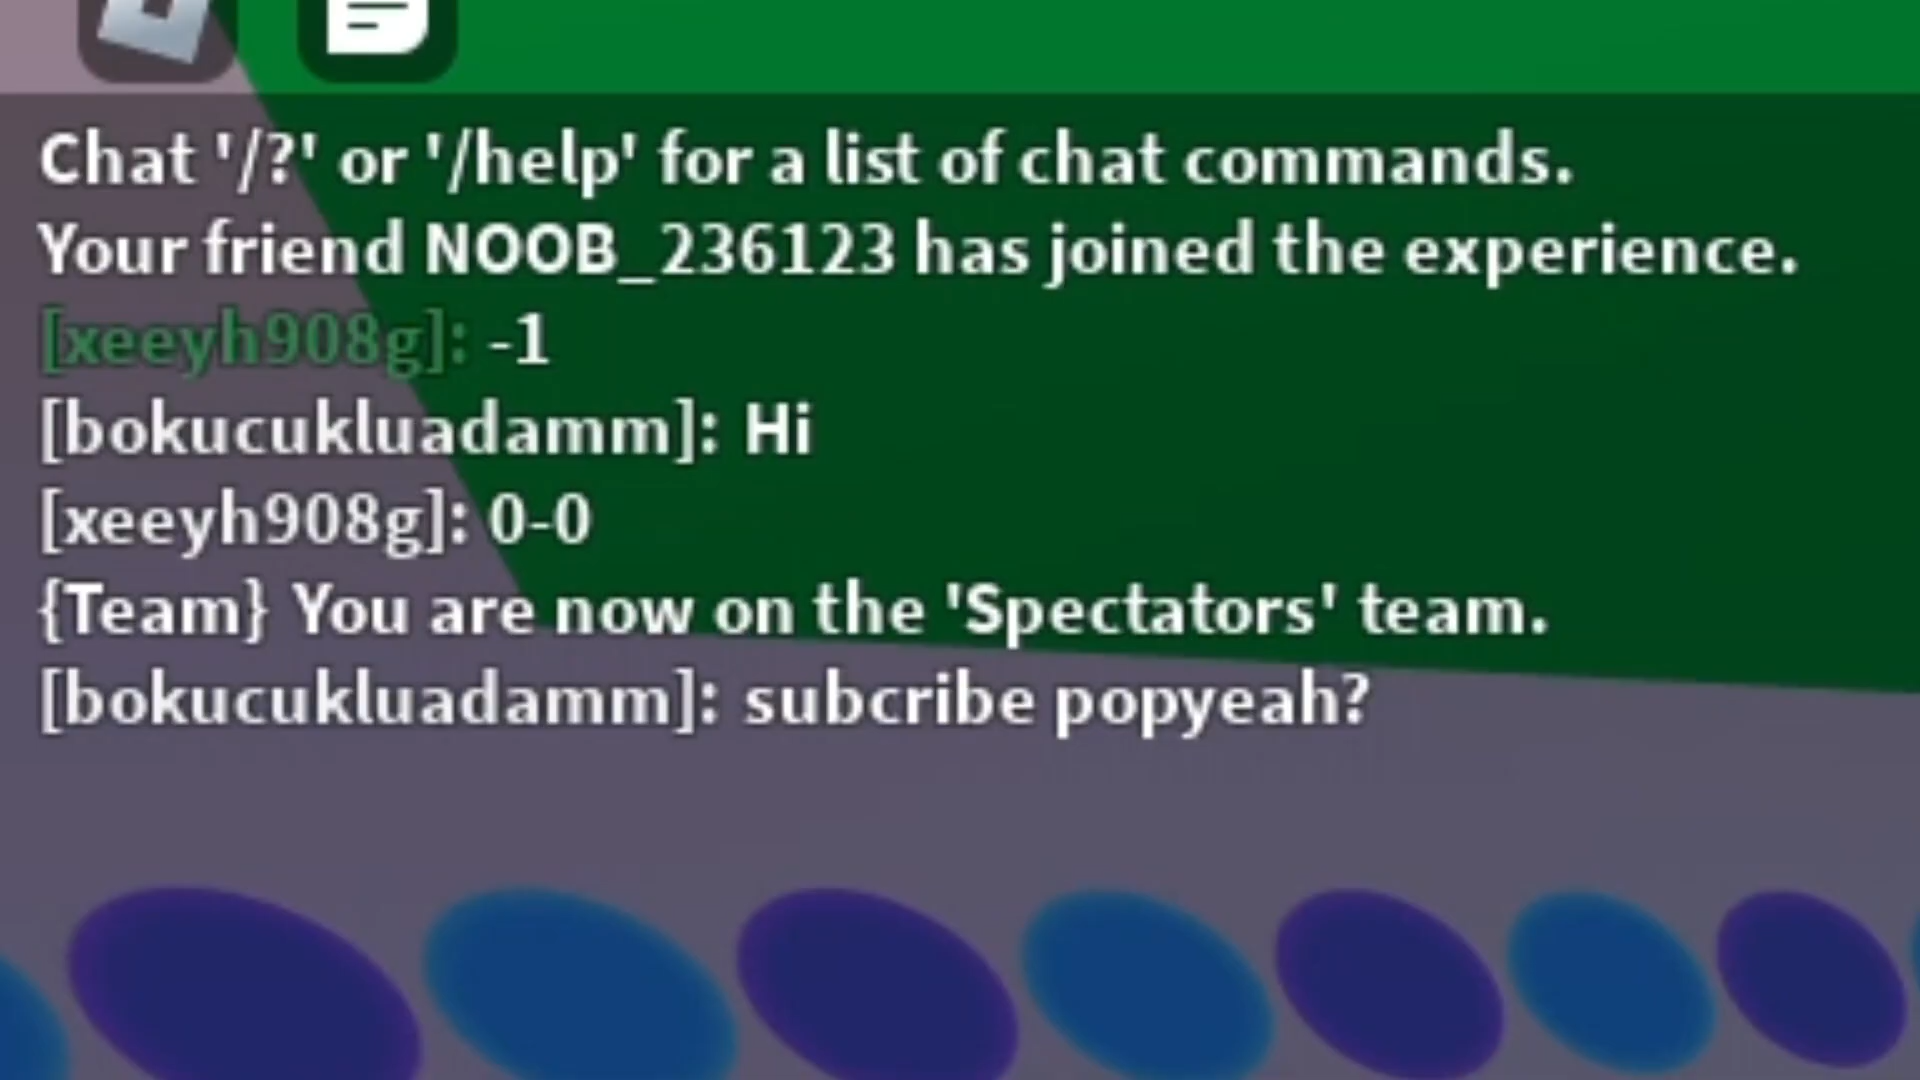 Chat '/?' or '/help' for a list of chat commands.
Your friend NOOB_236123 has joined the experience.
[xeeyh908g]: -1
[bokucukluadamm]: Hi
[xeeyh908g]: 0-0
{Team} You are now on the 'Spectators' team.
[bokucukluadamm]: subcribe popyeah?